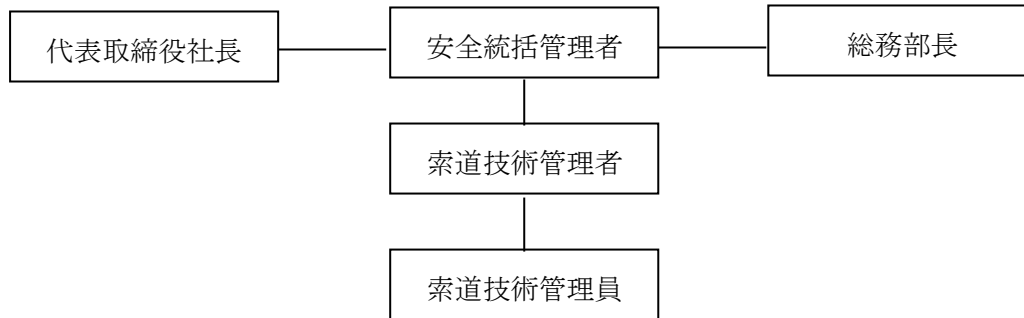 代表取締役社長
安全統括管理者
総務部長
索道技術管理者
索道技術管理員